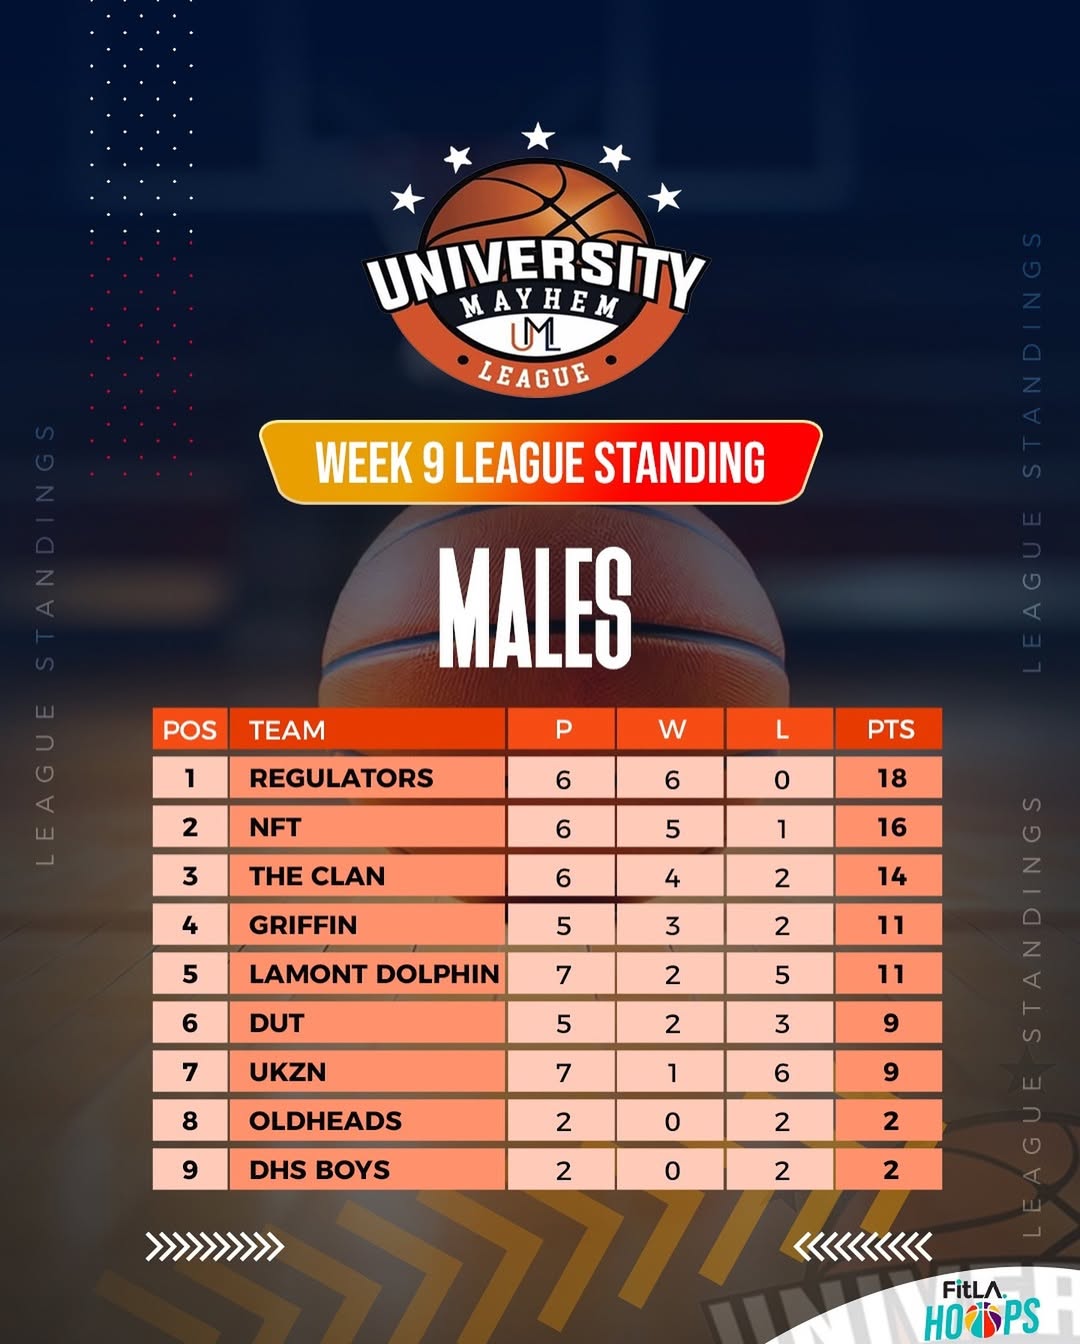 UNIVERSITY
MAYHEM
UML
LEAGUE
WEEK 9 LEAGUE STANDING
MALES
POS TEAM P W L PTS
1 REGULATORS 6 6 0 18
2 NFT 6 5 1 16
3 THE CLAN 6 4 2 14
4 GRIFFIN 5 3 2 11
5 LAMONT DOLPHIN 7 2 5 11
6 DUT 5 2 3 9
7 UKZN 7 1 6 9
8 OLDHEADS 2 0 2 2
9 DHS BOYS 2 0 2 2
LEAGUE STANDINGS
LEAGUE STANDINGS
LEAGUE STANDINGS
FitLA.
HOOPS